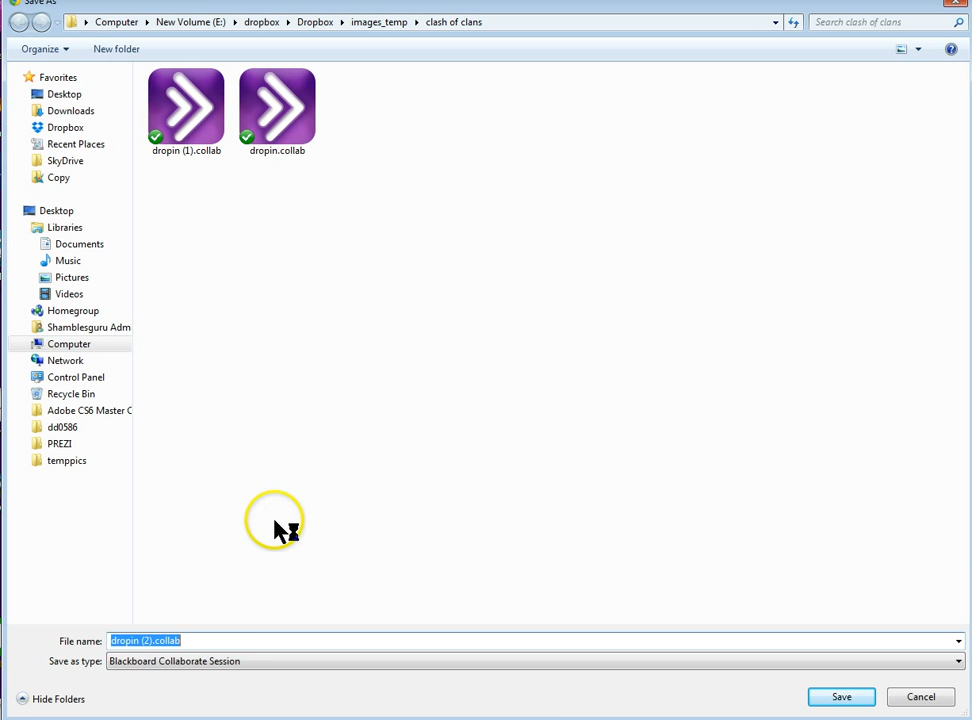 Save As
Computer New Volume (E:) dropbox Dropbox images_temp clash of clans Search clash of clans
Organize New folder
Favorites
Desktop
Downloads
Dropbox
Recent Places
SkyDrive
Copy
Desktop
Libraries
Documents
Music
Pictures
Videos
Homegroup
Shamblesguru Adm
Computer
Network
Control Panel
Recycle Bin
Adobe CS6 Master C
dd0586
PREZI
temppics
dropin (1).collab dropin.collab
File name: dropin (2).collab
Save as type: Blackboard Collaborate Session
Hide Folders Save Cancel